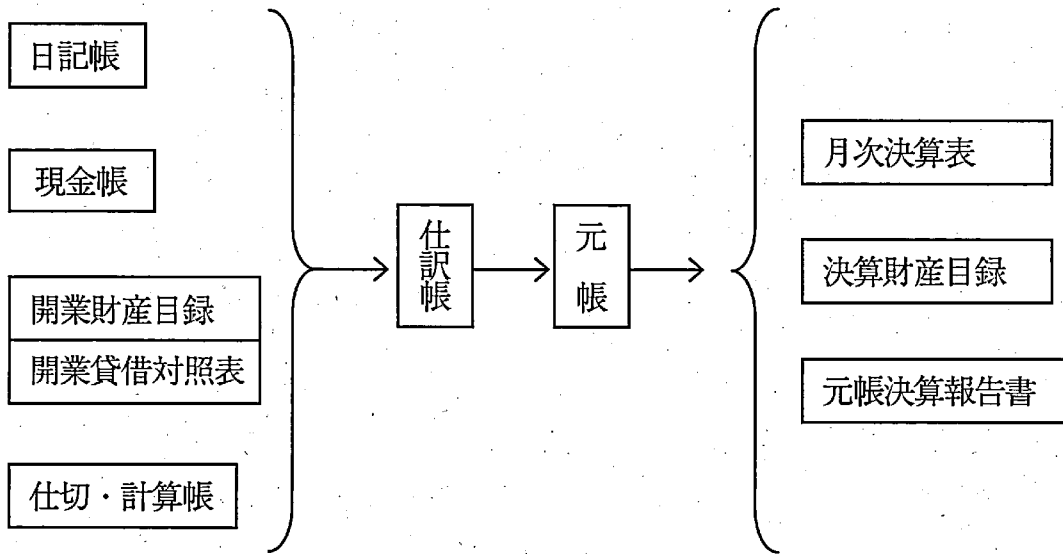 日記帳
現金帳
開業財産目録
開業貸借対照表
仕切・計算帳
仕訳帳
元帳
月次決算表
決算財産目録
元帳決算報告書